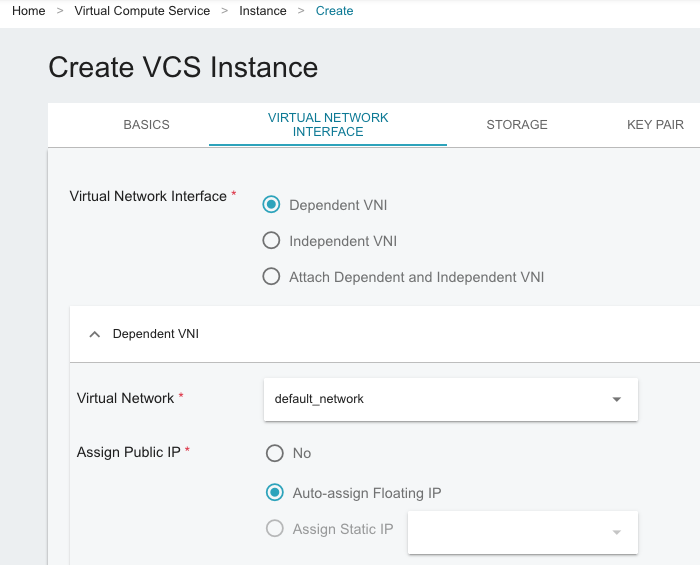 Home > Virtual Compute Service > Instance > Create
Create VCS Instance
BASICS
VIRTUAL NETWORK
INTERFACE
STORAGE
KEY PAIR
Virtual Network Interface *
Dependent VNI
Independent VNI
Attach Dependent and Independent VNI
Dependent VNI
Virtual Network *
default_network
Assign Public IP *
No
Auto-assign Floating IP
Assign Static IP